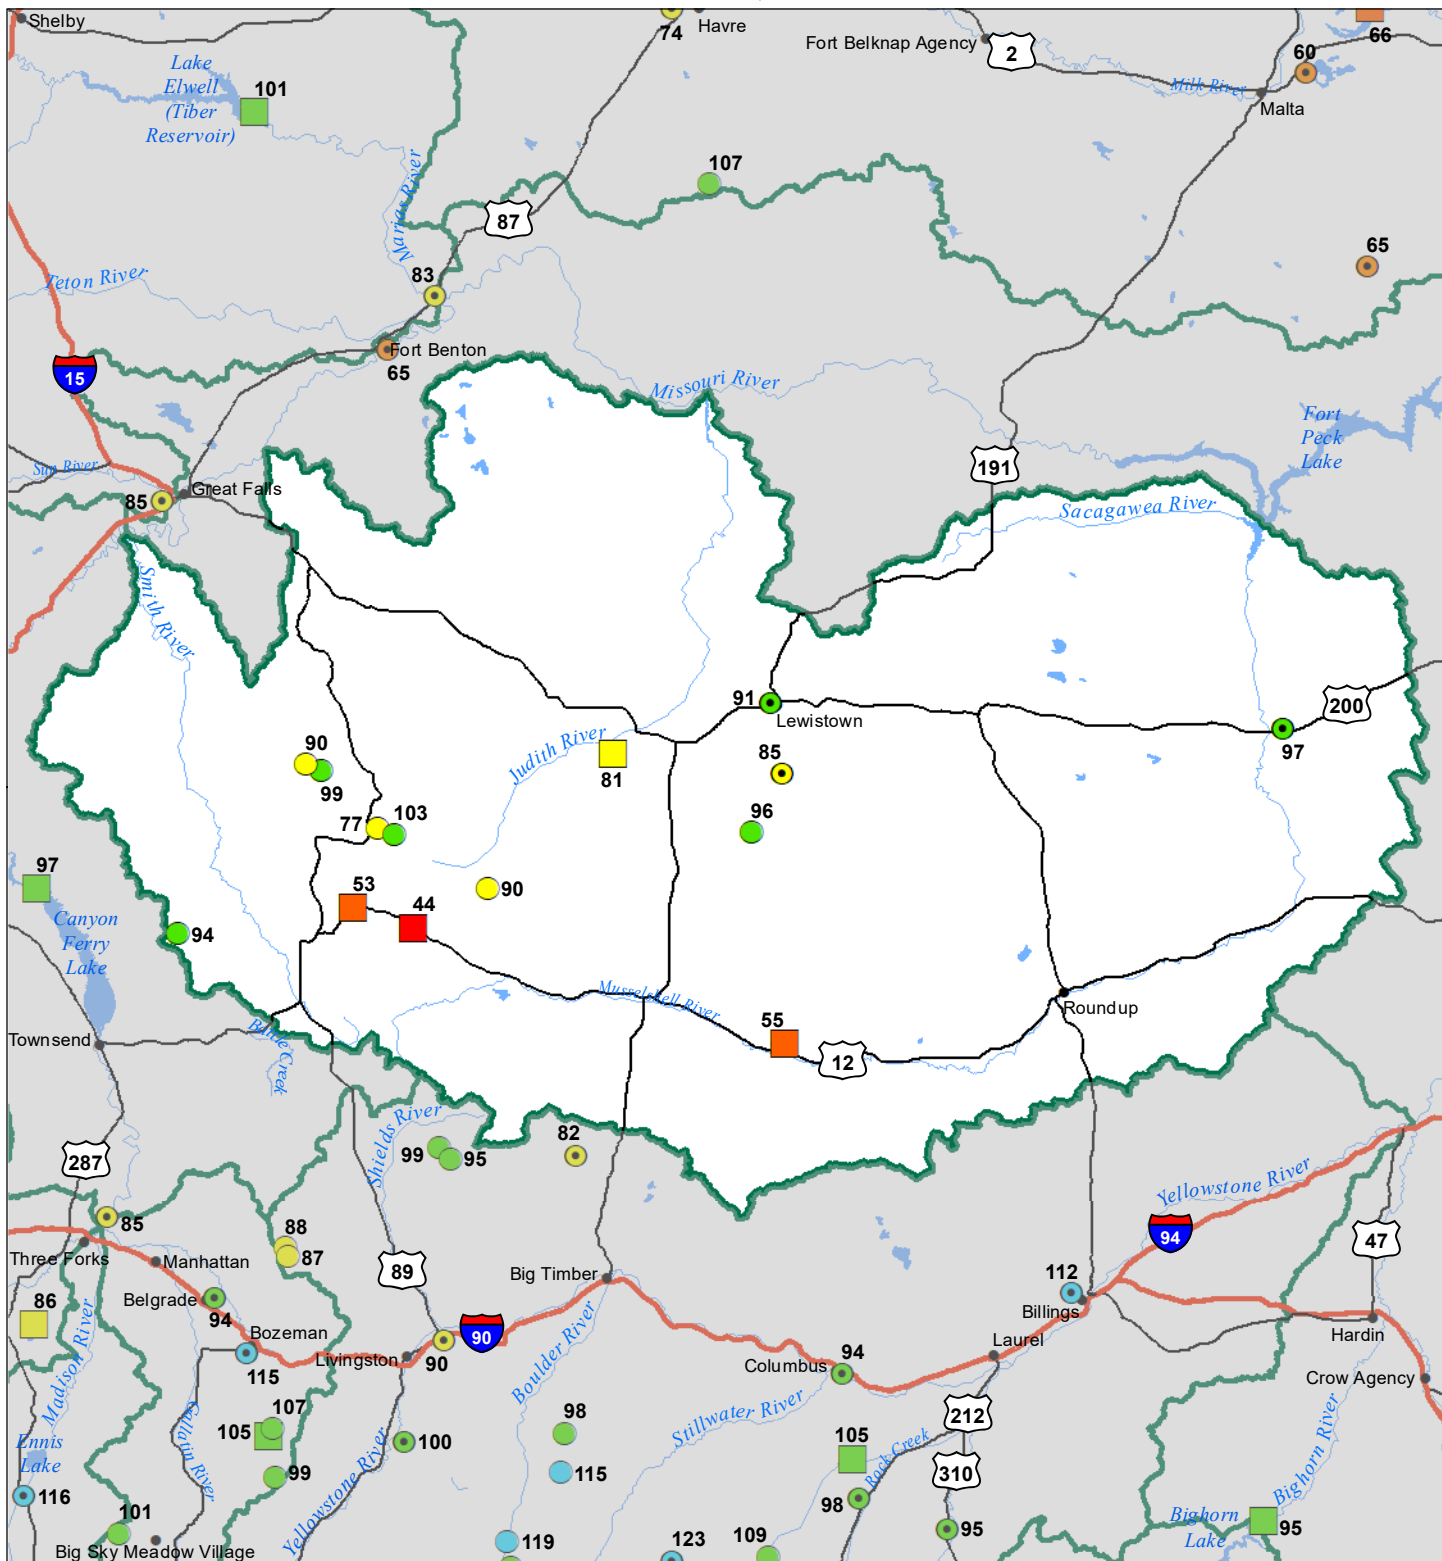 Shelby
74
Havre
Fort Belknap Agency
2
60
66
Lake
Elwell
(Tiber
Reservoir)
101
Milk River
Malta
107
Marias River
87
65
Teton River
83
15
Fort Benton
65
Missouri River
Fort
Peck
Lake
Sun River
191
85
Great Falls
Sacagawea River
Smith River
91
Lewistown
200
97
Judith River
90
99
81
85
77
103
96
97
53
44
90
Canyon
Ferry
Lake
94
Musselshell River
Roundup
55
12
Townsend
Battle Creek
Shields River
99
95
82
287
Yellowstone River
85
88
87
94
47
Three Forks
Manhattan
89
Big Timber
112
Billings
86
Belgrade
94
Bozeman
90
Hardin
Madison River
115
Livingston
90
Boulder River
Columbus
94
Laurel
Crow Agency
Stillwater River
212
107
105
98
105
Rock Creek
Ennis
Lake
Gallatin River
100
115
310
Bighorn River
99
116
Yellowstone River
98
101
119
123
109
95
Bighorn
Lake
95
Big Sky Meadow Village